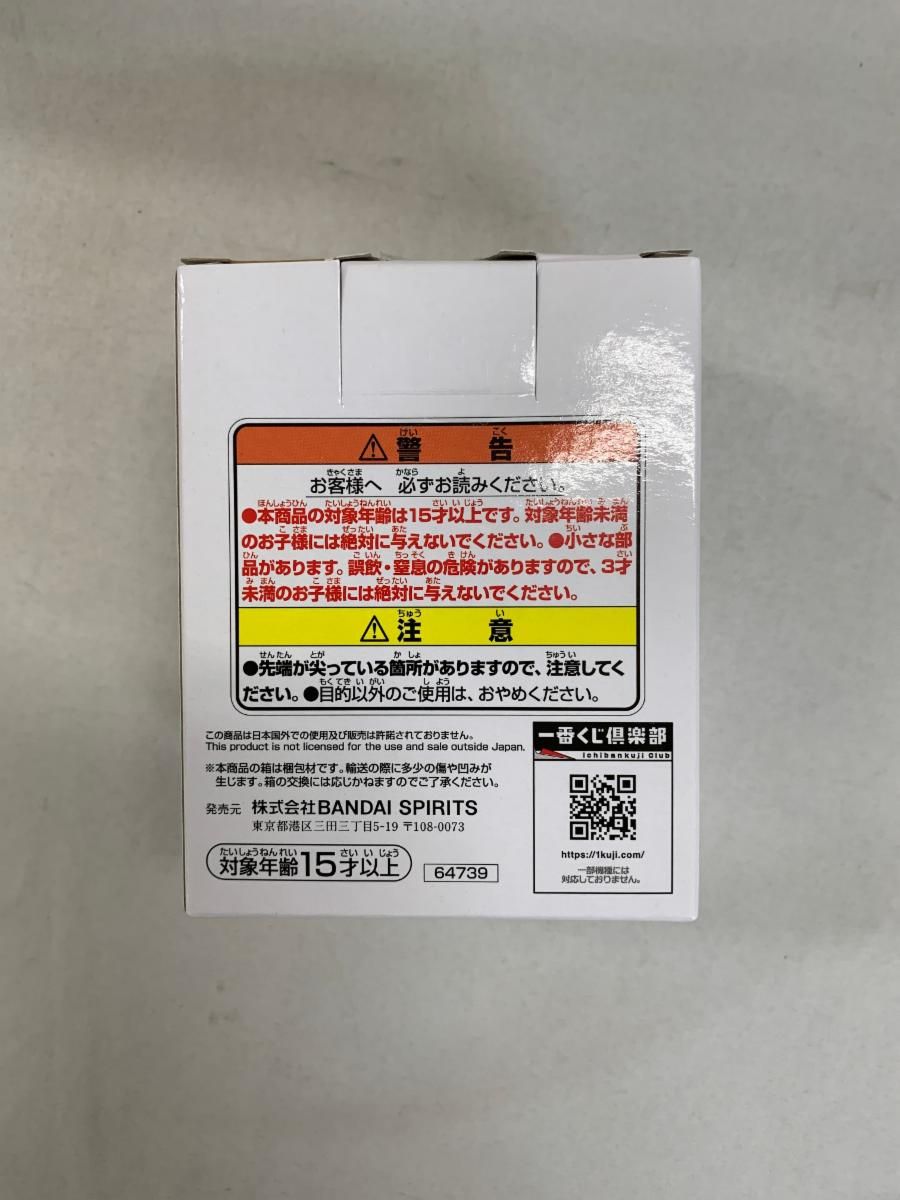 ⚠ 警告
お客様へ 必ずお読みください。
●本商品の対象年齢は15才以上です。対象年齢未満
のお子様には絶対に与えないでください。●小さな部
品があります。誤飲・窒息の危険がありますので、3才
未満のお子様には絶対に与えないでください。
⚠ 注意
●先端が尖っている箇所がありますので、注意してく
ださい。●目的以外のご使用は、おやめください。
この商品は日本国外での使用及び販売は許諾されておりません。
This product is not licensed for the use and sale outside Japan.
※本商品の箱は梱包材です。輸送の際に多少の傷や凹みが
生じます。箱の交換には応じかねますのでご了承ください。
発売元 株式会社BANDAI SPIRITS
東京都港区三田三丁目5-19 〒108-0073
対象年齢15才以上
64739
一番くじ倶楽部
Ichibankuji Club
https://1kuji.com/
一部機種には
対応しておりません。